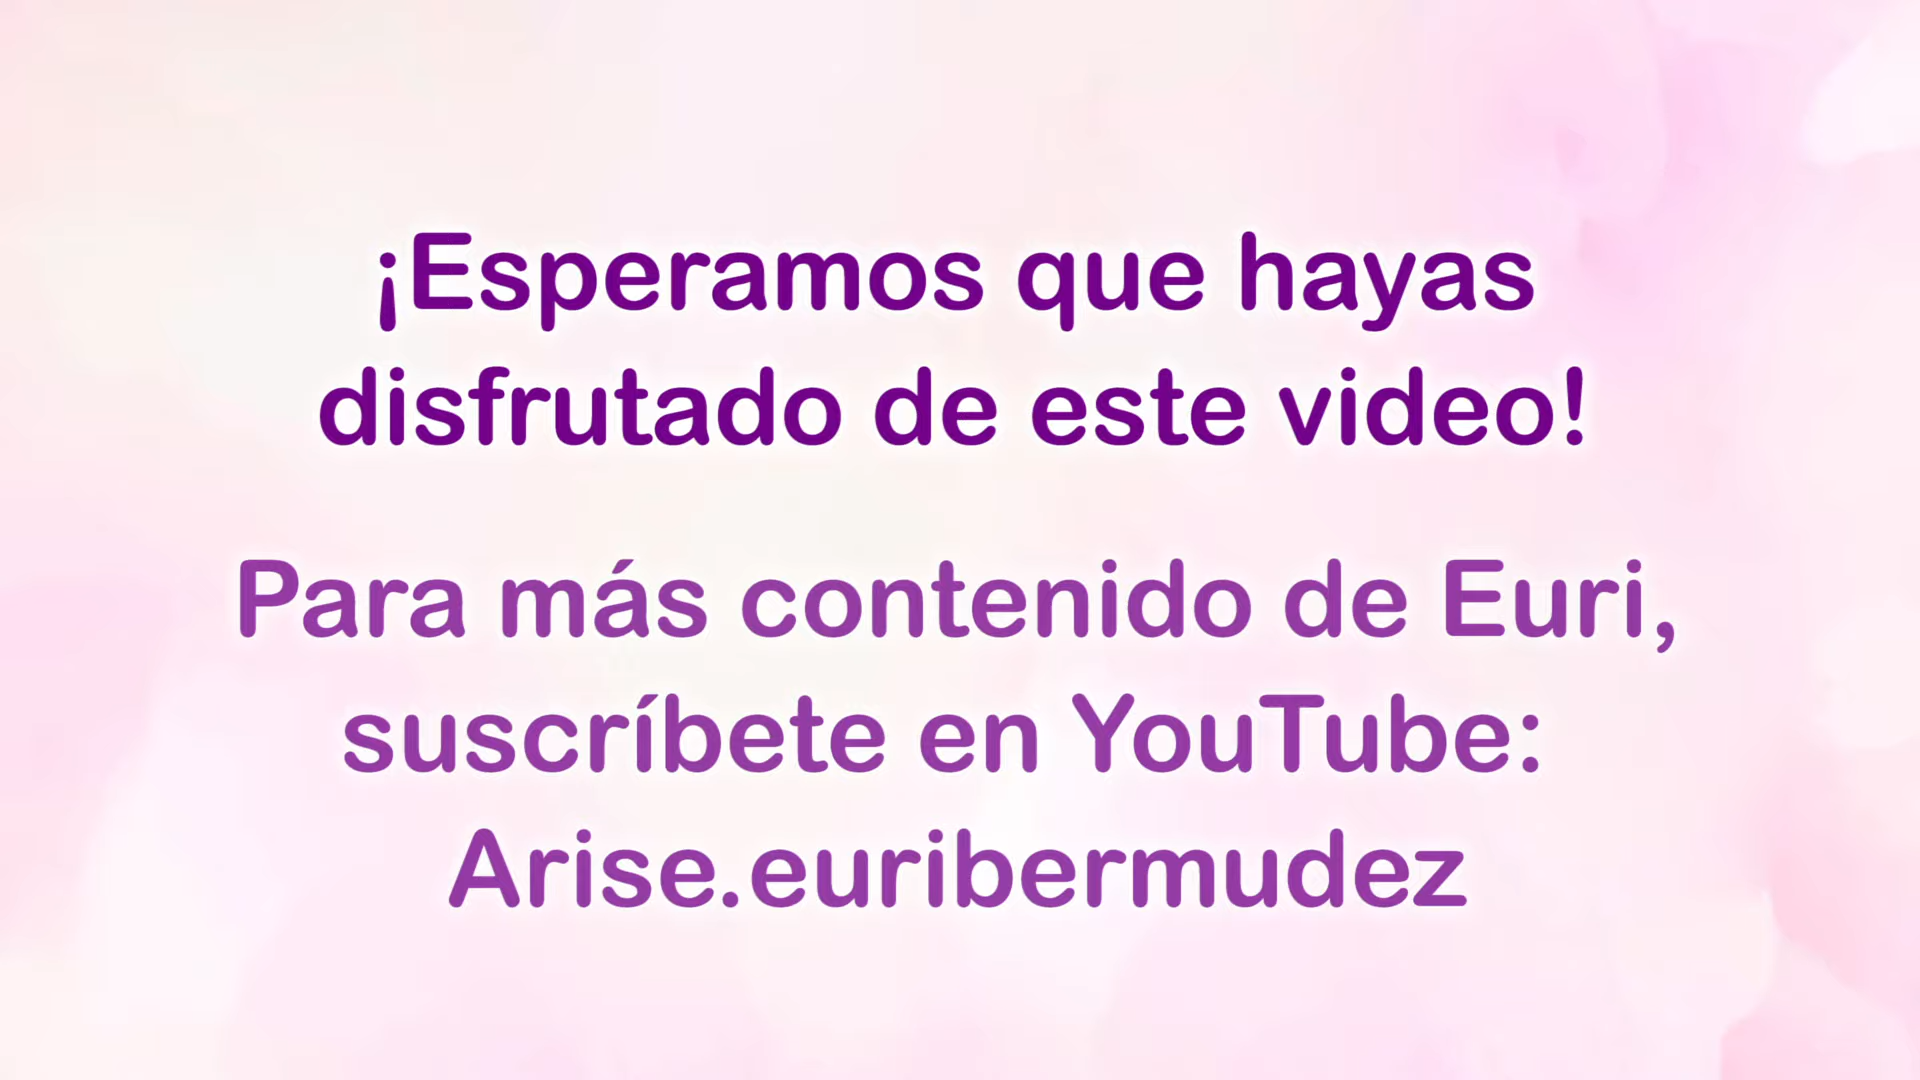 ¡Esperamos que hayas
disfrutado de este video!
Para más contenido de Euri,
suscríbete en YouTube:
Arise.euribermudez